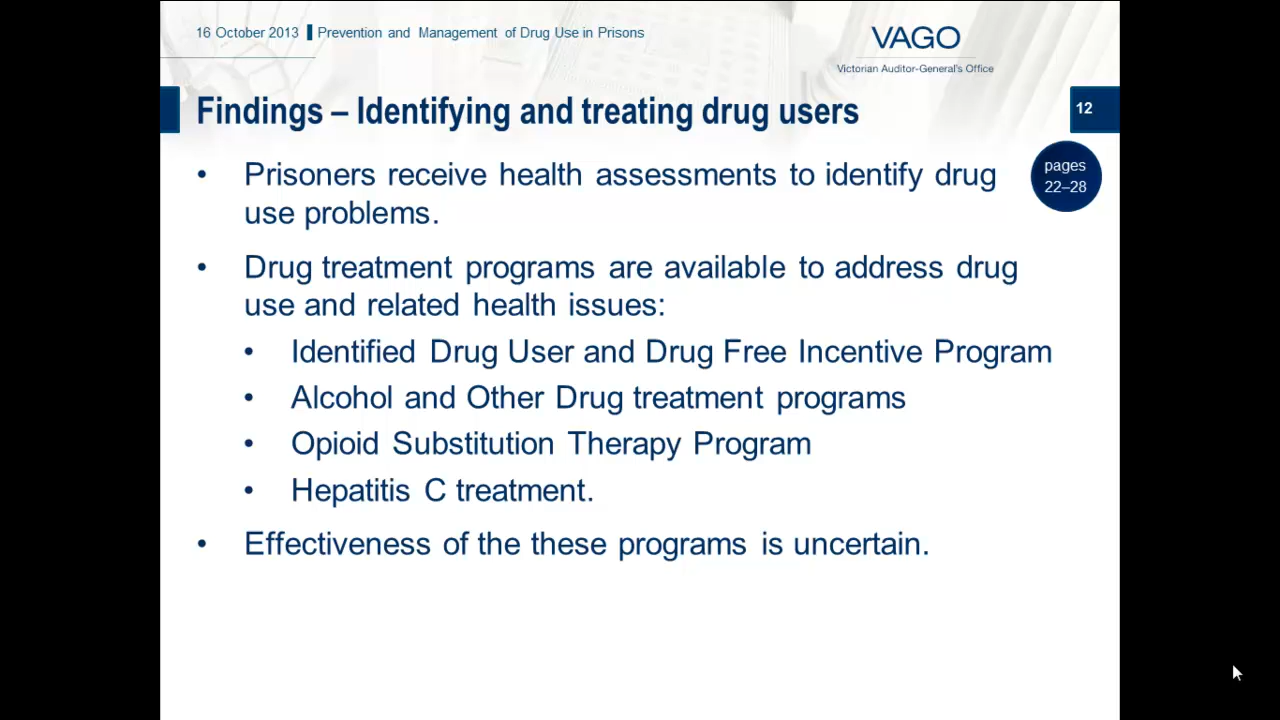 16 October 2013 Prevention and Management of Drug Use in Prisons
VAGO
Victorian Auditor-General's Office
Findings – Identifying and treating drug users
12
pages
22–28
• Prisoners receive health assessments to identify drug
use problems.
• Drug treatment programs are available to address drug
use and related health issues:
• Identified Drug User and Drug Free Incentive Program
• Alcohol and Other Drug treatment programs
• Opioid Substitution Therapy Program
• Hepatitis C treatment.
• Effectiveness of the these programs is uncertain.